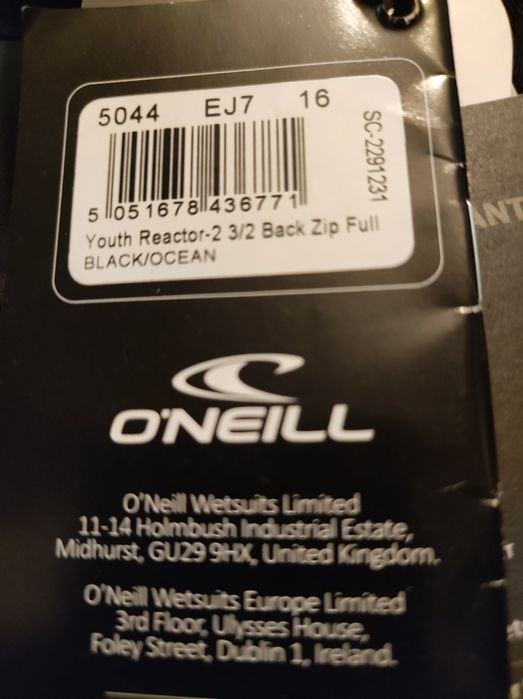 5044 EJ7 16
SC-2291231
5 051678 436771
Youth Reactor-2 3/2 Back Zip Full
BLACK/OCEAN
O'NEILL
O'Neill Wetsuits Limited
11-14 Holmbush Industrial Estate,
Midhurst, GU29 9HX, United Kingdom.
O'Neill Wetsuits Europe Limited
3rd Floor, Ulysses House,
Foley Street, Dublin 1, Ireland.
ANT